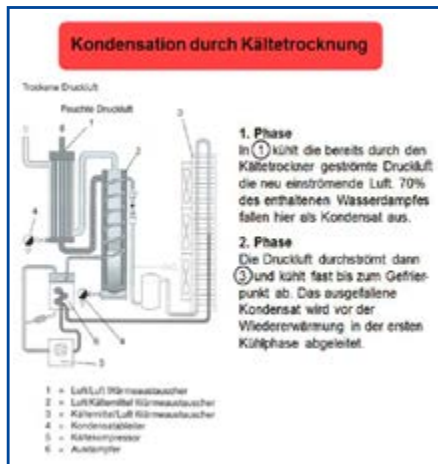 Kondensation durch Kältetrocknung
Trockene Druckluft
Feuchte Druckluft
1
2
3
4
1. Phase
In 1 kühlt die bereits durch den
Kältetrockner geströmte Druckluft
die neu einströmende Luft. 70%
des enthaltenen Wasserdampfes
fallen hier als Kondensat aus.
2. Phase
Die Druckluft durchströmt dann
3 und kühlt fast bis zum Gefrier-
punkt ab. Das ausgefallene
Kondensat wird vor der
Wiedererwärmung in der ersten
Kühlphase abgeleitet.
1 = Luft/Luft Wärmeaustauscher
2 = Luft/Kältemittel Wärmeaustauscher
3 = Kältemittel/Luft Wärmeaustauscher
4 = Kondensatableiter
5 = Kältekompressor
6 =